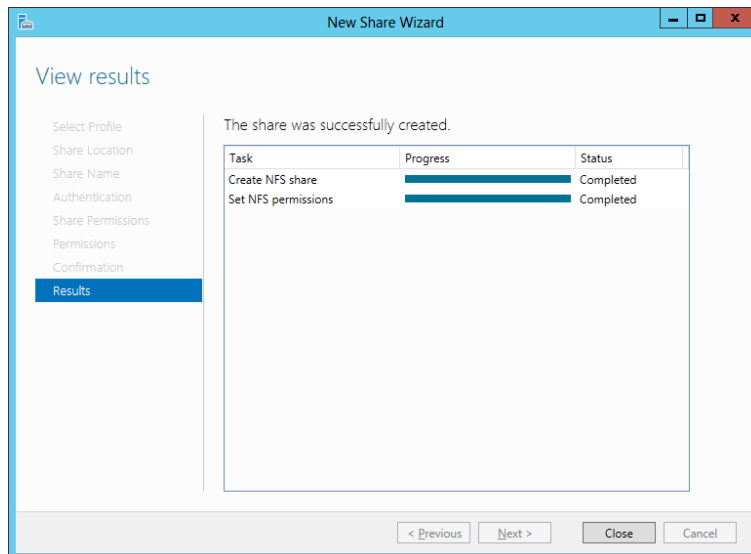 New Share Wizard
View results
Select Profile
Share Location
Share Name
Authentication
Share Permissions
Permissions
Confirmation
Results
The share was successfully created.
Task Progress Status
Create NFS share Completed
Set NFS permissions Completed
< Previous Next > Close Cancel